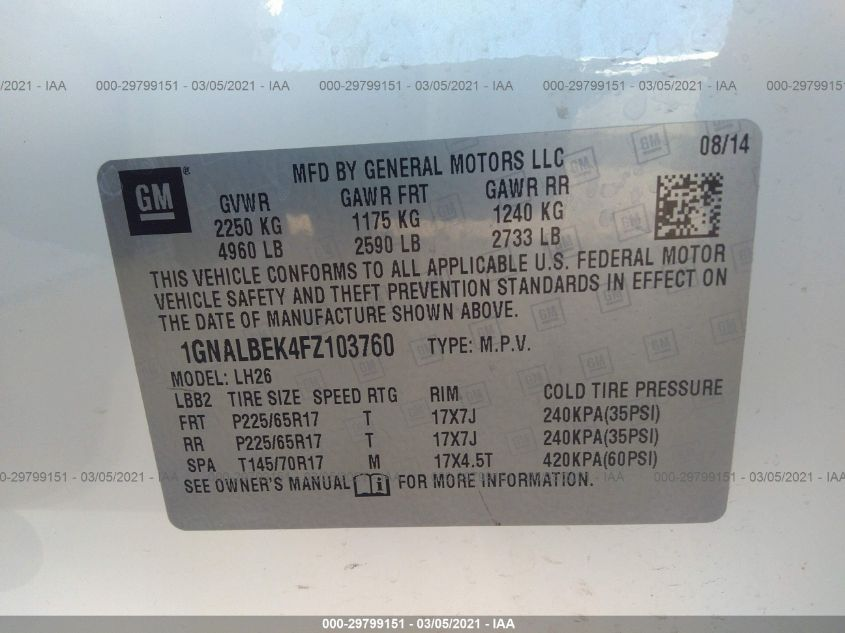 /2021 - IAA 000-29799151 - 03/05/2021 - IAA 000-29799151 - 03/05/2021 - IAA 000-29799151 - 03/05/2021 - IAA 000-2
GM ®
MFD BY GENERAL MOTORS LLC 08/14
GVWR GAWR FRT GAWR RR
2250 KG 1175 KG 1240 KG
4960 LB 2590 LB 2733 LB
THIS VEHICLE CONFORMS TO ALL APPLICABLE U.S. FEDERAL MOTOR
VEHICLE SAFETY AND THEFT PREVENTION STANDARDS IN EFFECT ON
THE DATE OF MANUFACTURE SHOWN ABOVE.
1GNALBEK4FZ103760 TYPE: M.P.V.
MODEL: LH26
LBB2 TIRE SIZE SPEED RTG RIM COLD TIRE PRESSURE
FRT P225/65R17 T 17X7J 240KPA(35PSI)
RR P225/65R17 T 17X7J 240KPA(35PSI)
SPA T145/70R17 M 17X4.5T 420KPA(60PSI)
SEE OWNER'S MANUAL FOR MORE INFORMATION.
000-29799151 - 03/05/2021 - IAA